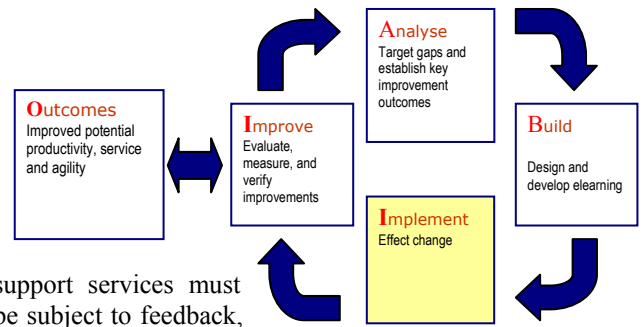 Analyse
Target gaps and
establish key
improvement
outcomes
Outcomes
Improved potential
productivity, service
and agility
Improve
Evaluate,
measure, and
verify
improvements
Build
Design and
develop elearning
Implement
Effect change
support services must
be subject to feedback,